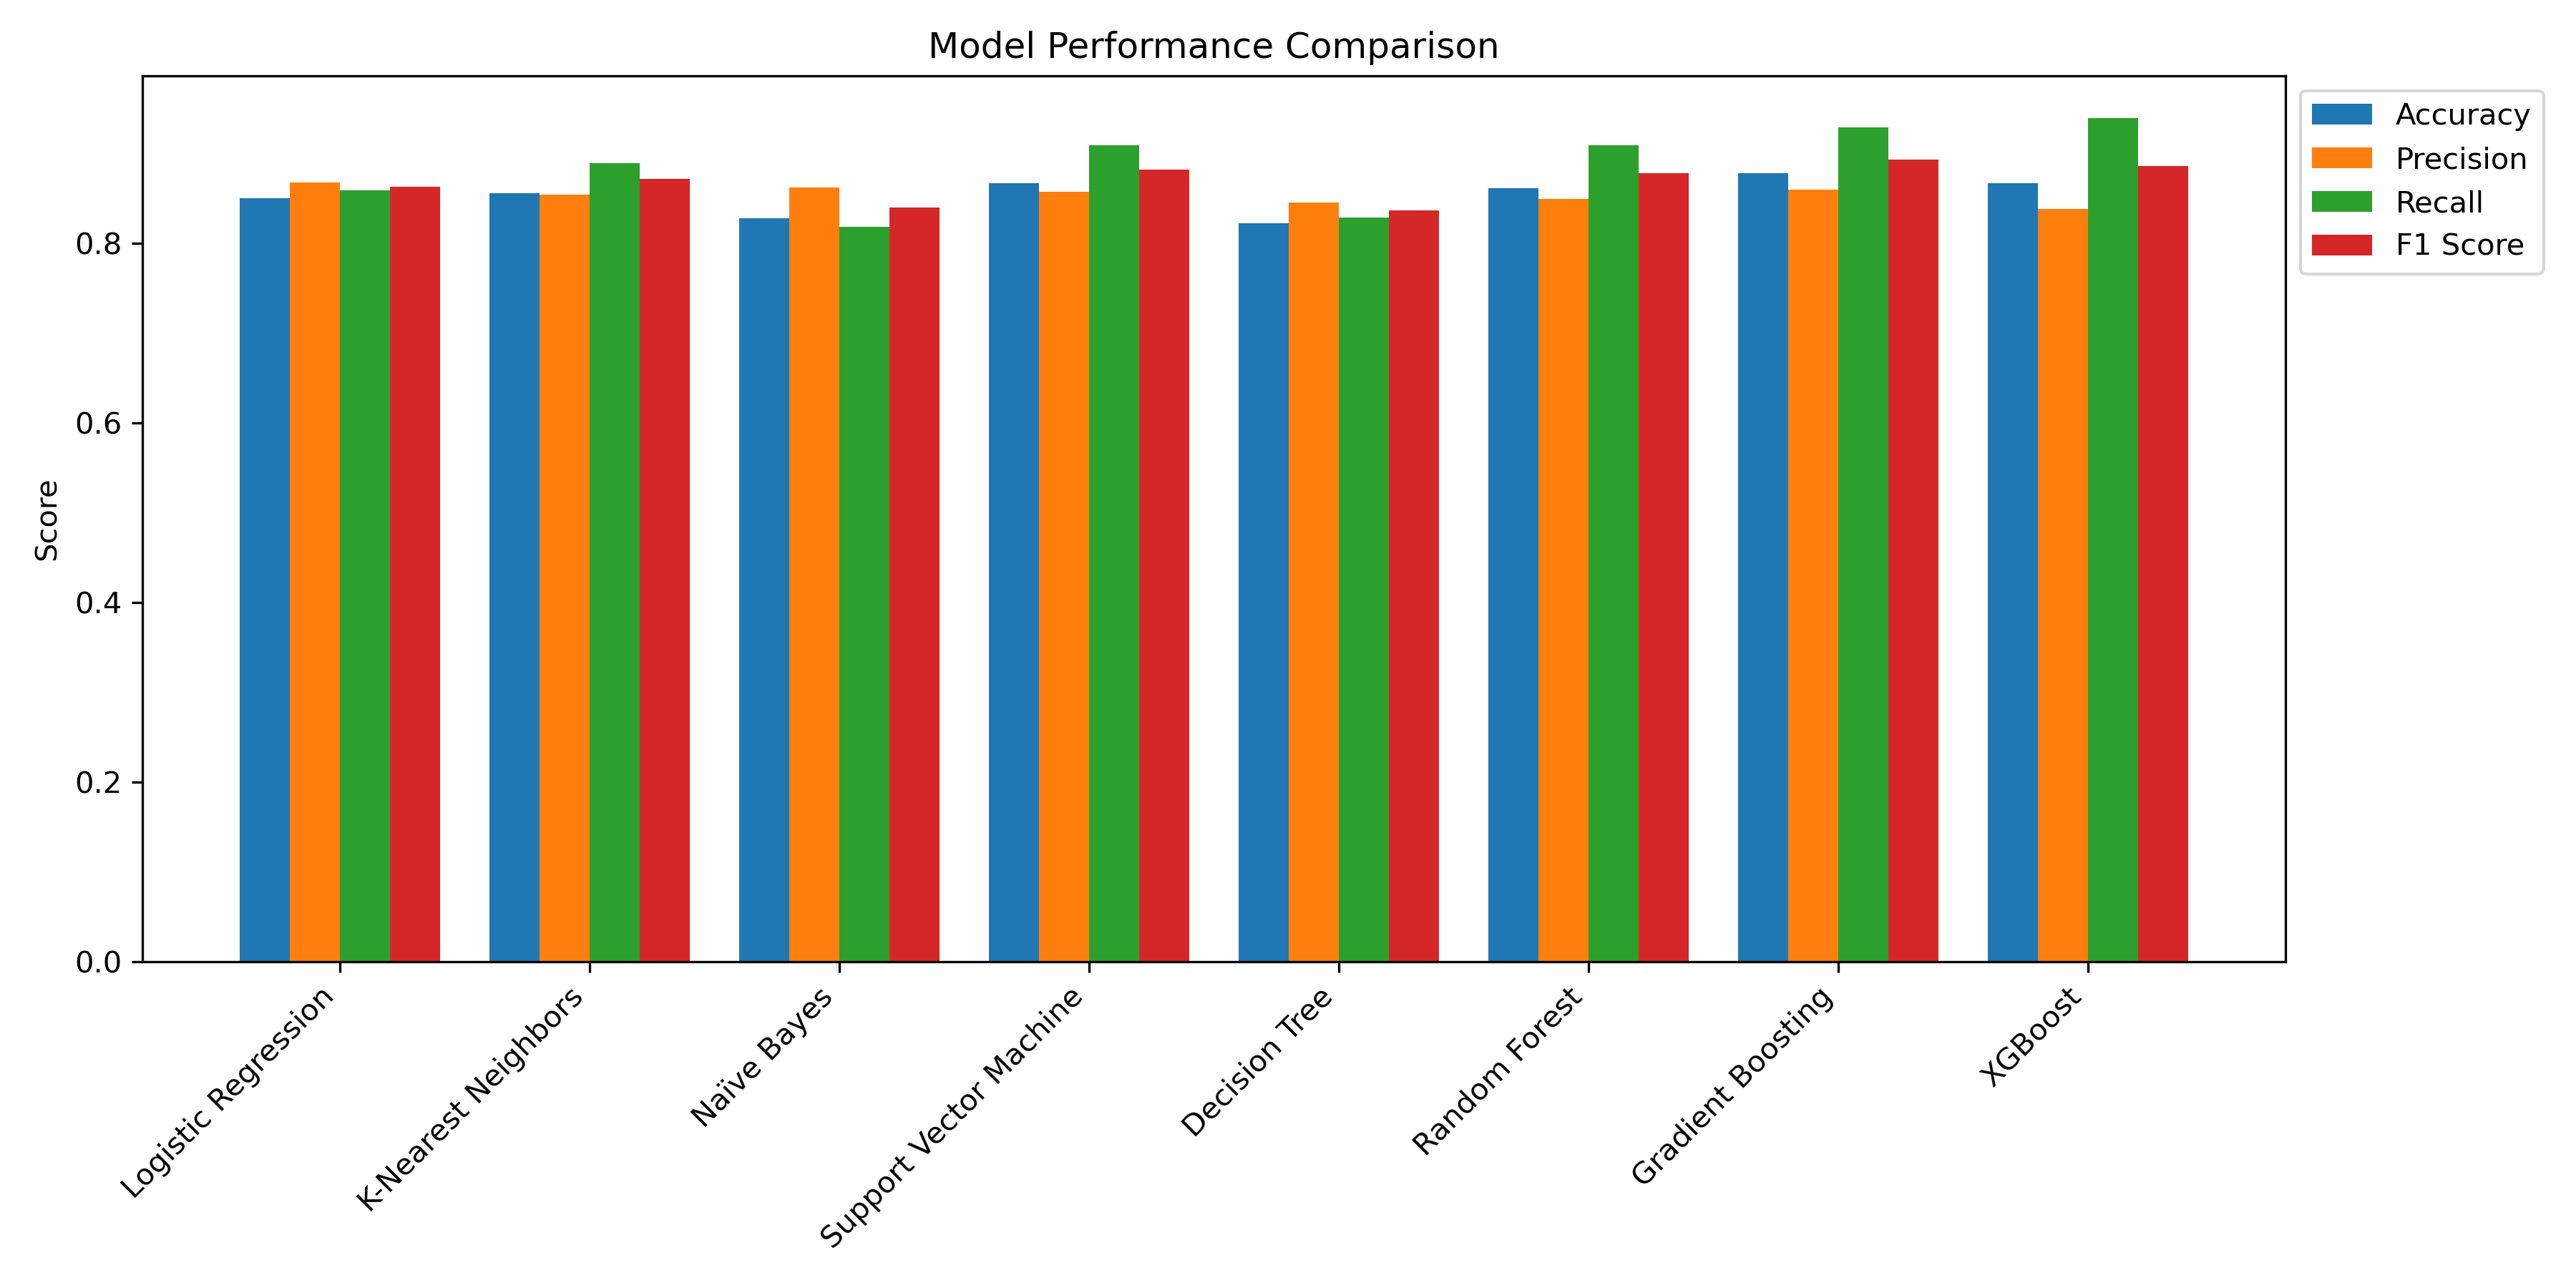 Model Performance Comparison
Accuracy
Precision
Recall
F1 Score
Score
0.8
0.6
0.4
0.2
0.0
Logistic Regression
K-Nearest Neighbors
Naïve Bayes
Support Vector Machine
Decision Tree
Random Forest
Gradient Boosting
XGBoost